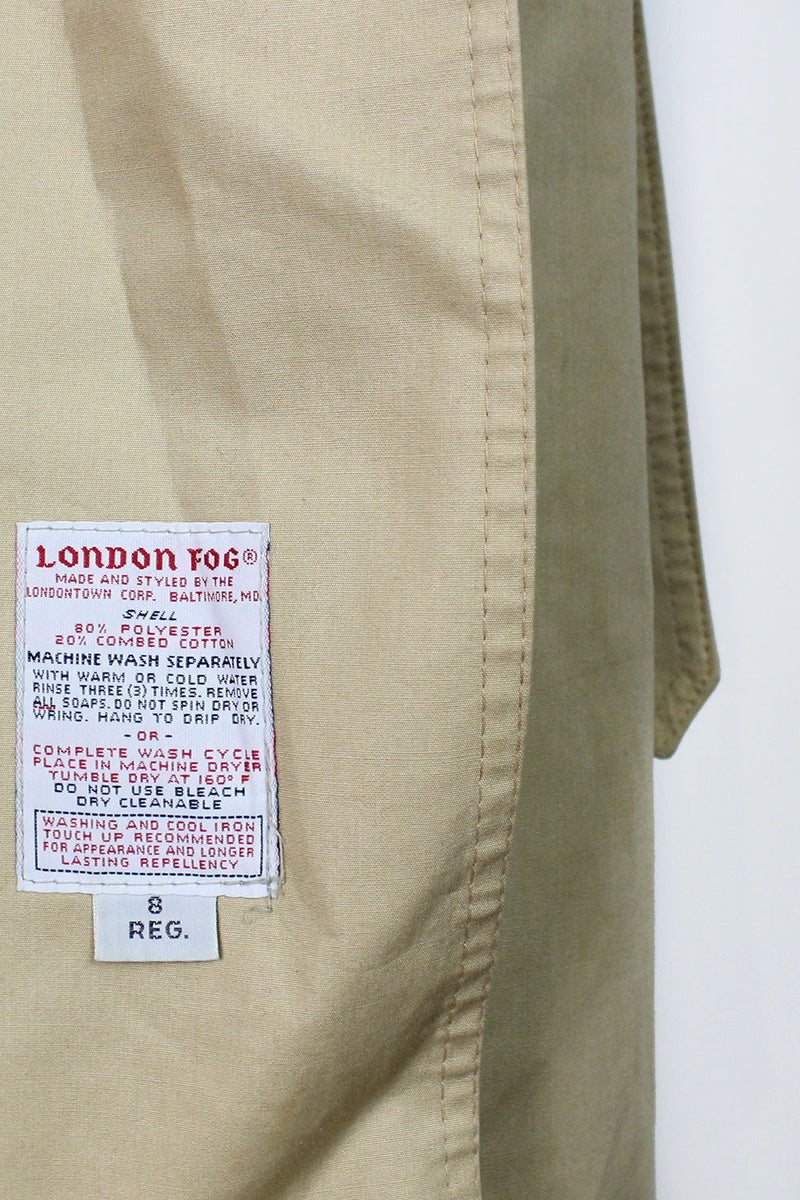 LONDON FOG®
MADE AND STYLED BY THE
LONDONTOWN CORP. BALTIMORE, MD.
SHELL
80% POLYESTER
20% COMBED COTTON
MACHINE WASH SEPARATELY
WITH WARM OR COLD WATER
RINSE THREE (3) TIMES. REMOVE
ALL SOAPS. DO NOT SPIN DRY OR
WRING. HANG TO DRIP DRY.
- OR -
COMPLETE WASH CYCLE
PLACE IN MACHINE DRYER
TUMBLE DRY AT 160° F
DO NOT USE BLEACH
DRY CLEANABLE
WASHING AND COOL IRON
TOUCH UP RECOMMENDED
FOR APPEARANCE AND LONGER
LASTING REPELLENCY
8
REG.